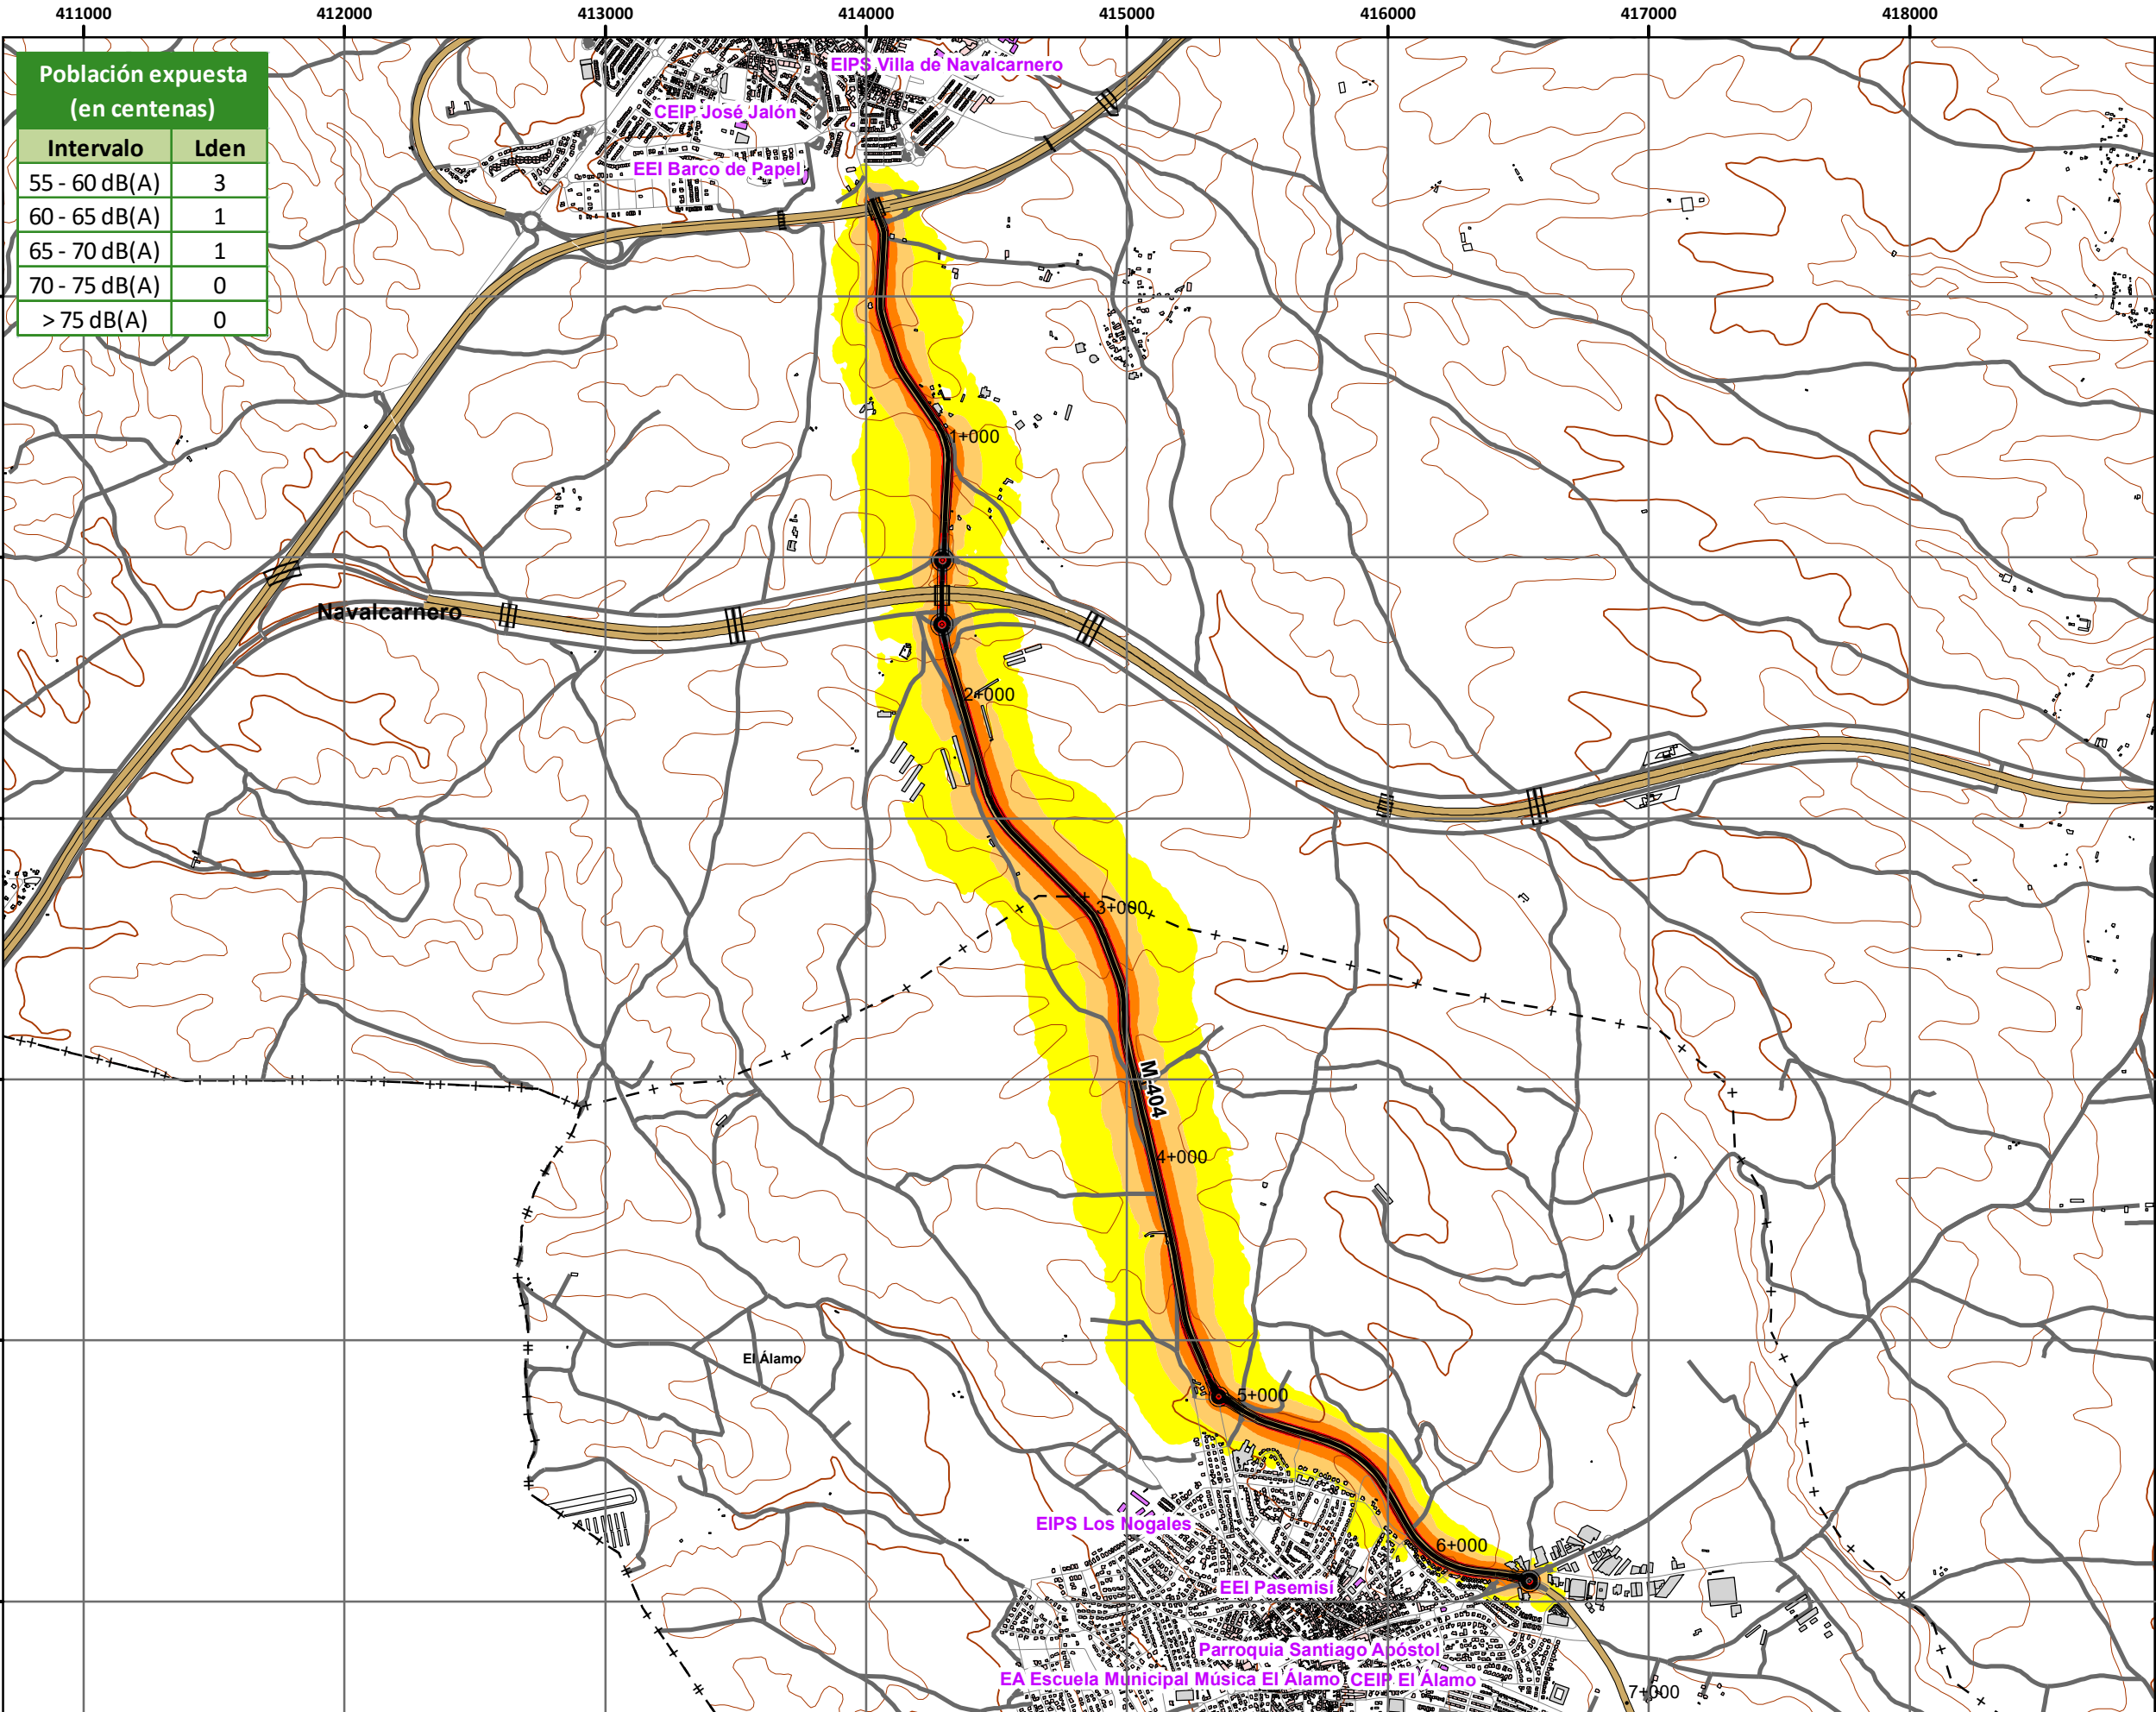 411000 412000 413000 414000 415000 416000 417000 418000
Población expuesta
(en centenas)
Intervalo Lden
55 - 60 dB(A) 3
60 - 65 dB(A) 1
65 - 70 dB(A) 1
70 - 75 dB(A) 0
> 75 dB(A) 0
EIPS Villa de Navalcarnero
CEIP José Jalón
EEI Barco de Papel
1+000
Navalcarnero
2+000
3+000
M-404
4+000
El Álamo
5+000
EIPS Los Nogales
6+000
EEI Pasemisí
Parroquia Santiago Apóstol
EA Escuela Municipal Música El Álamo
CEIP El Álamo
7+000